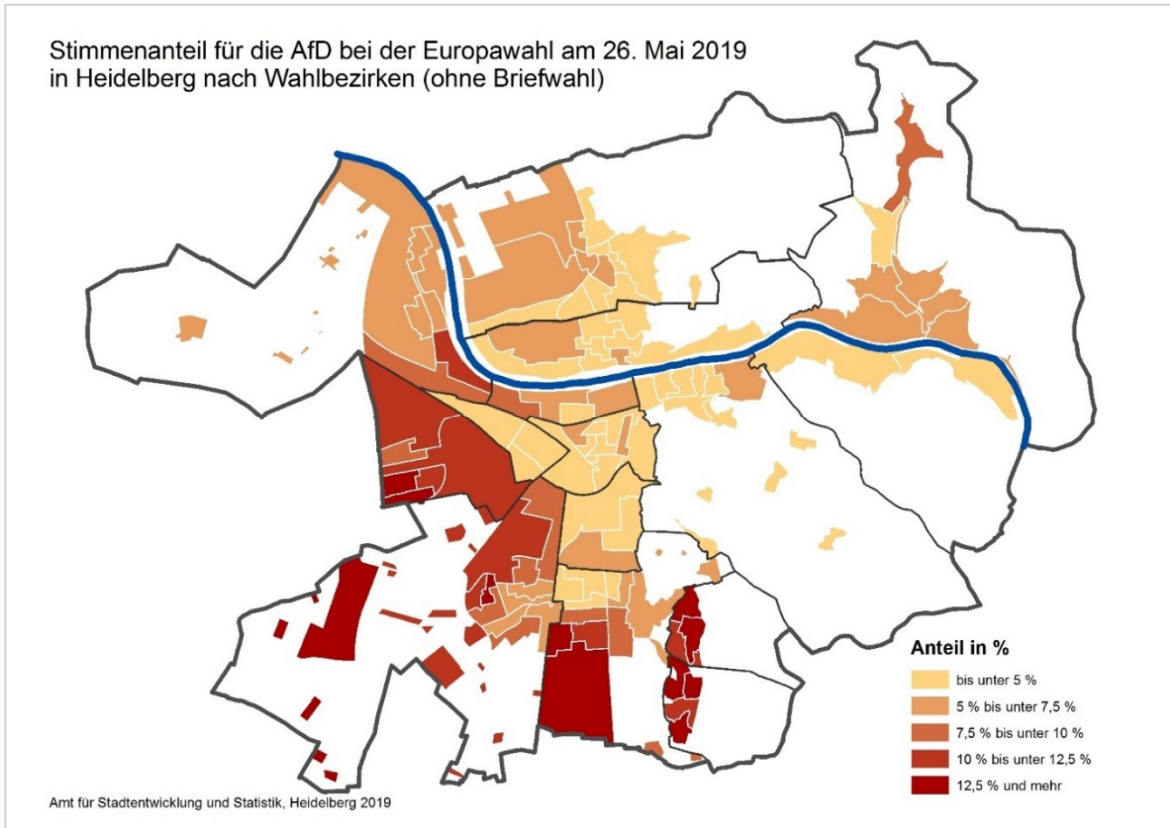 Stimmenanteil für die AfD bei der Europawahl am 26. Mai 2019
in Heidelberg nach Wahlbezirken (ohne Briefwahl)
Anteil in %
bis unter 5 %
5 % bis unter 7,5 %
7,5 % bis unter 10 %
10 % bis unter 12,5 %
12,5 % und mehr
Amt für Stadtentwicklung und Statistik, Heidelberg 2019